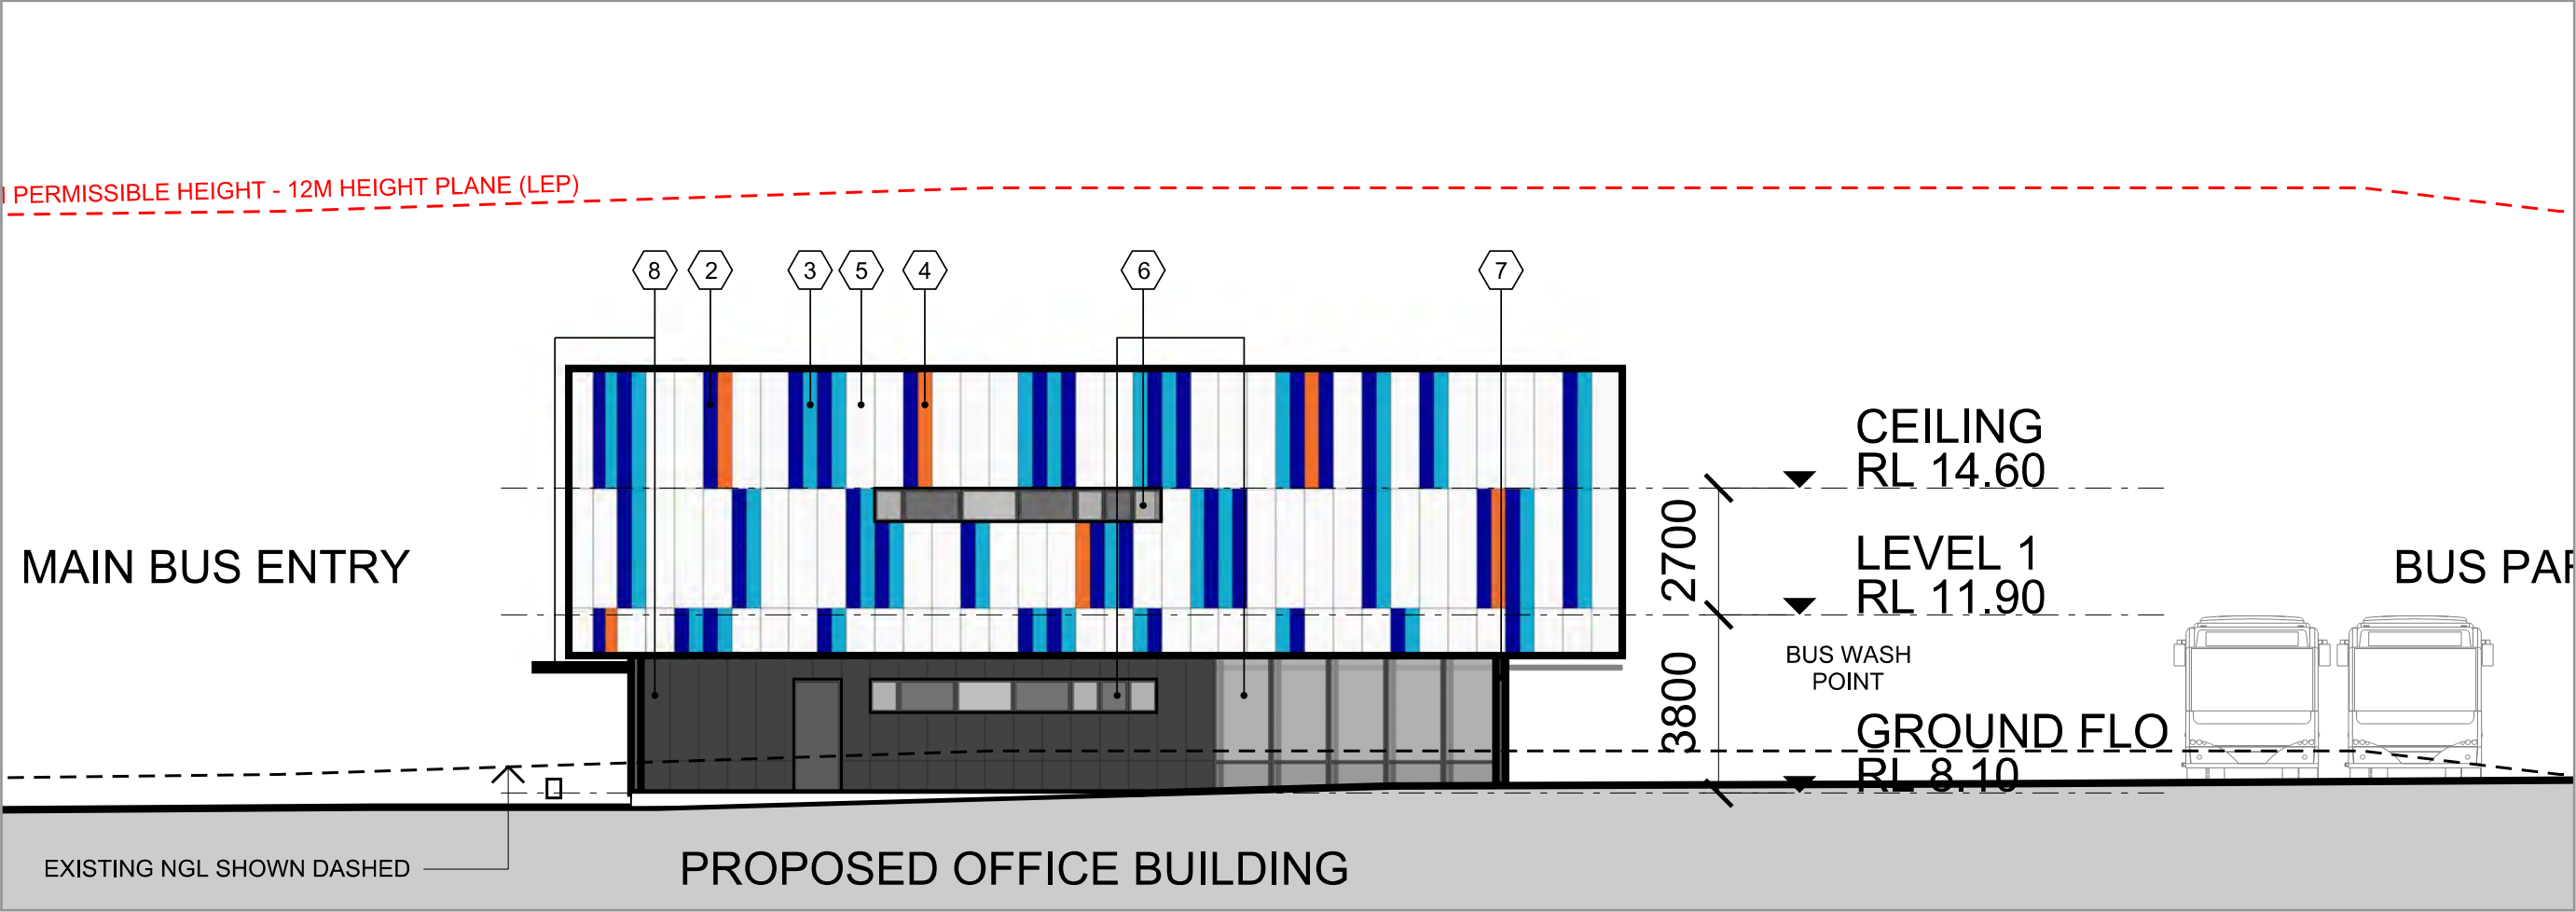 PERMISSIBLE HEIGHT - 12M HEIGHT PLANE (LEP)
8 2 3 5 4 6 7
CEILING
RL 14.60
2700
MAIN BUS ENTRY
LEVEL 1
RL 11.90
BUS PAR
BUS WASH
POINT
3800
GROUND FLO
RL 8.10
EXISTING NGL SHOWN DASHED
PROPOSED OFFICE BUILDING